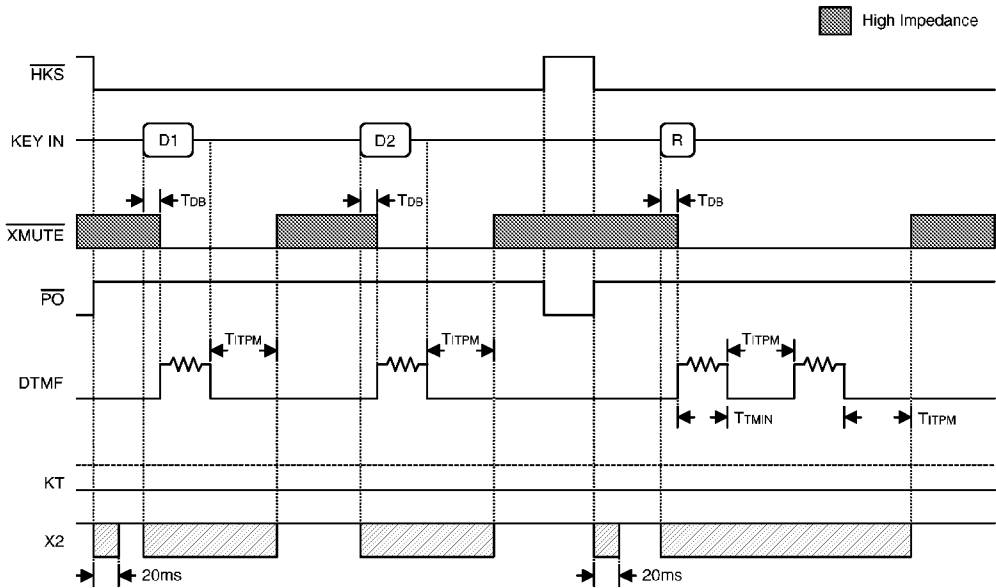 High Impedance
HKS
KEY IN D1 D2 R
TDB TDB TDB
XMUTE
PO
TITPM TITPM TITPM
DTMF
TTMIN TITPM
KT
X2
20ms 20ms